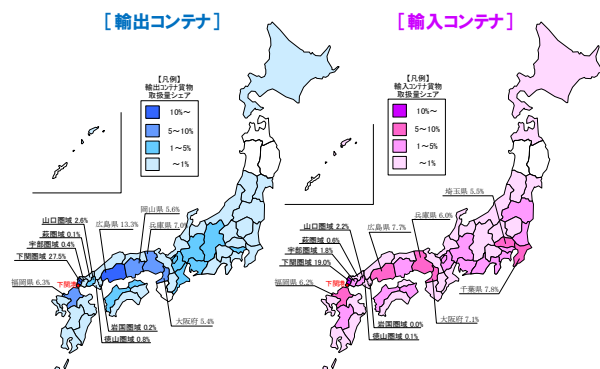 [輸出コンテナ]
【凡例】
輸出コンテナ貨物
取扱量シェア
10%~
5~10%
1~5%
~1%
岡山県 5.6%
兵庫県 7.0%
広島県 13.3%
山口圏域 2.6%
萩圏域 0.1%
宇部圏域 0.4%
下関圏域 27.5%
福岡県 6.3%
下関港
大阪府 5.4%
岩国圏域 0.2%
徳山圏域 0.8%
[輸入コンテナ]
【凡例】
輸入コンテナ貨物
取扱量シェア
10%~
5~10%
1~5%
~1%
埼玉県 5.5%
兵庫県 6.0%
広島県 7.7%
山口圏域 2.2%
萩圏域 0.6%
宇部圏域 1.8%
下関圏域 19.0%
福岡県 6.2%
下関港
千葉県 7.8%
大阪府 7.1%
岩国圏域 0.0%
徳山圏域 0.1%